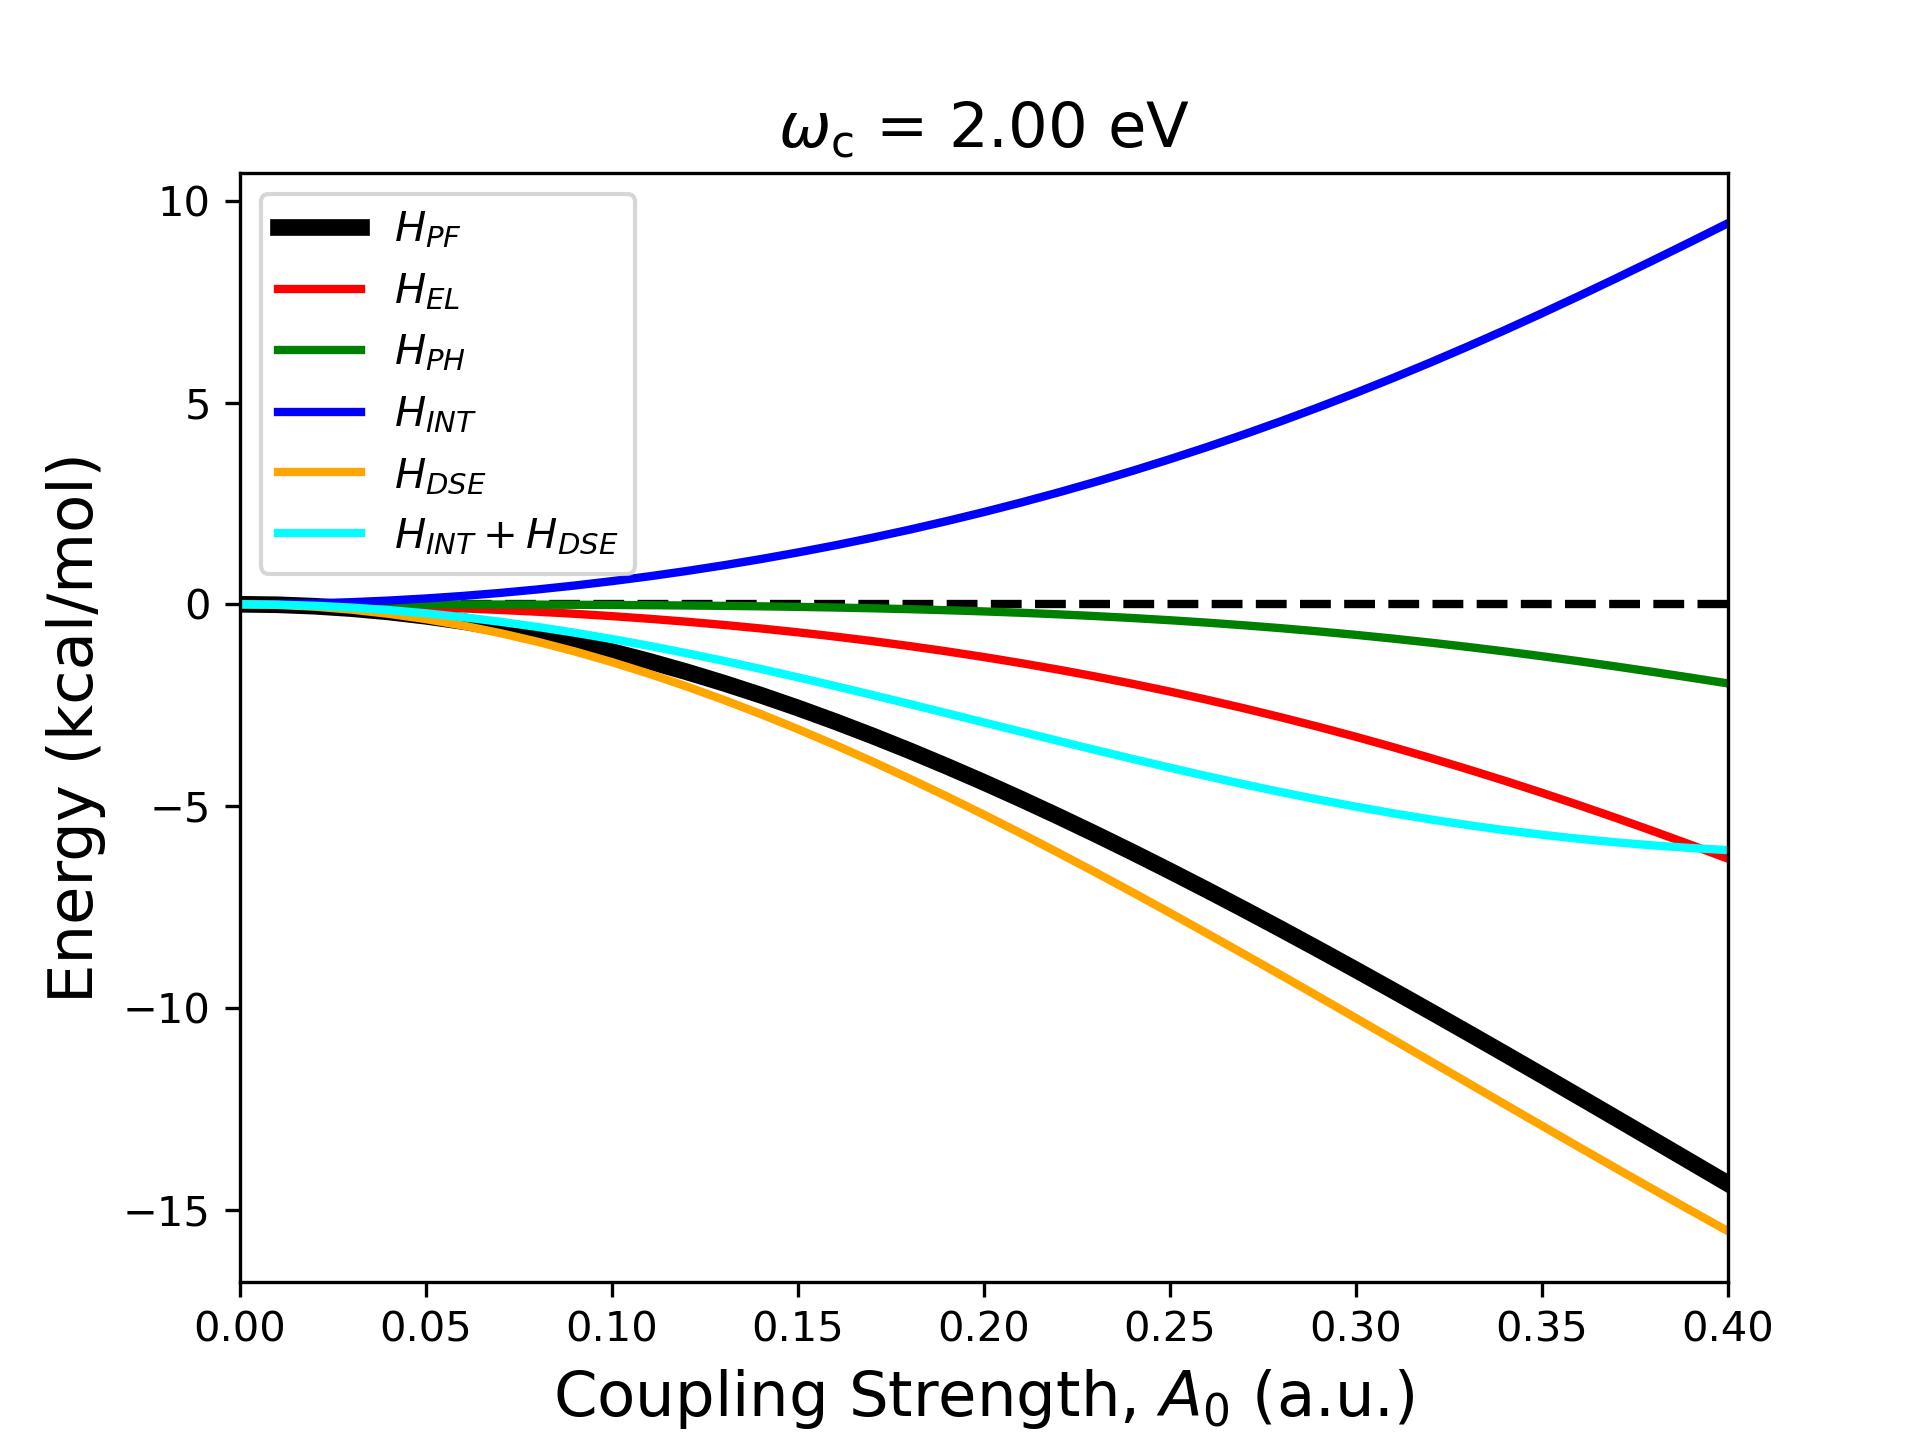 ω_c = 2.00 eV
H_PF
H_EL
H_PH
H_INT
H_DSE
H_INT + H_DSE
Energy (kcal/mol)
10
5
0
−5
−10
−15
0.00 0.05 0.10 0.15 0.20 0.25 0.30 0.35 0.40
Coupling Strength, A_0 (a.u.)